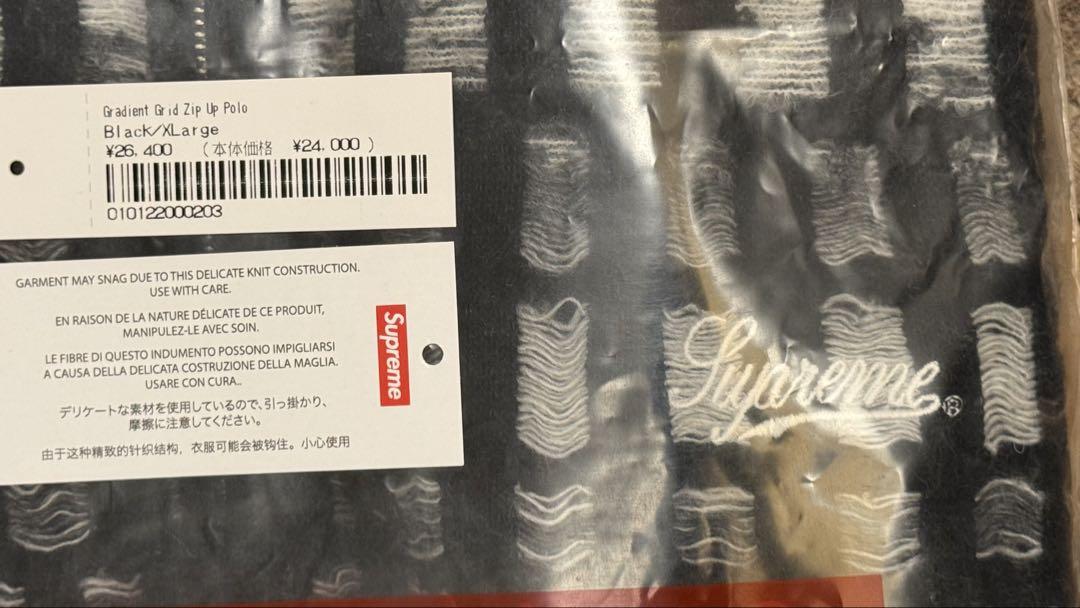 Gradient Grid Zip Up Polo
Black/XLarge
¥26,400 (本体価格 ¥24,000 )
010122000203
GARMENT MAY SNAG DUE TO THIS DELICATE KNIT CONSTRUCTION.
USE WITH CARE.
EN RAISON DE LA NATURE DÉLICATE DE CE PRODUIT,
MANIPULEZ-LE AVEC SOIN.
LE FIBRE DI QUESTO INDUMENTO POSSONO IMPIGLIARSI
A CAUSA DELLA DELICATA COSTRUZIONE DELLA MAGLIA.
USARE CON CURA..
デリケートな素材を使用しているので、引っ掛かり、
摩擦に注意してください。
由于这种精致的针织结构，衣服可能会被钩住。小心使用
Supreme
Supreme®